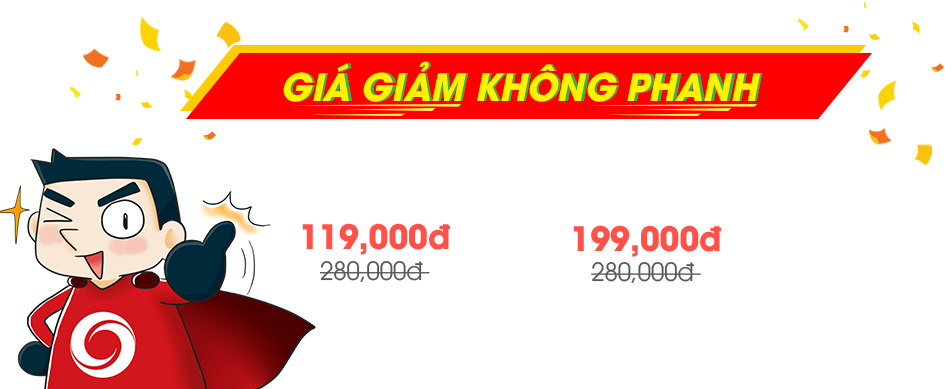 GIÁ GIẢM KHÔNG PHANH
119,000đ
280,000đ
199,000đ
280,000đ